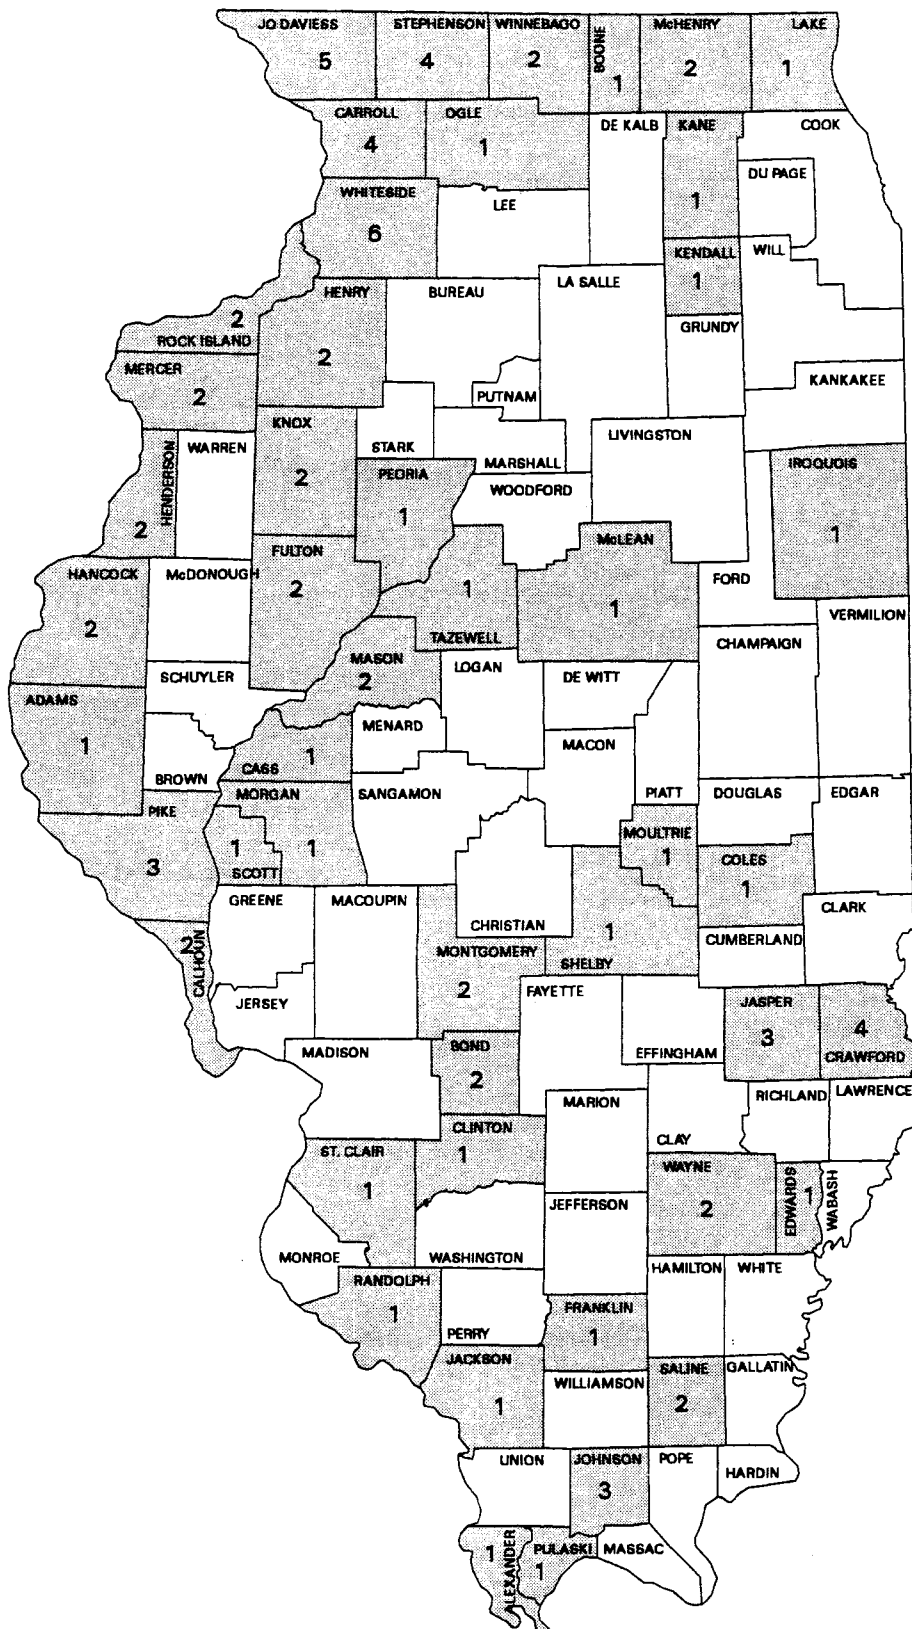 JO DAVIESS STEPHENSON WINNEBAGO BOONE McHENRY LAKE
5 4 2 1 2 1
CARROLL OGLE DE KALB KANE COOK
4 1 1
DU PAGE
WHITESIDE LEE
6
KENDALL WILL
1
HENRY BUREAU LA SALLE
2
ROCK ISLAND
2
GRUNDY
MERCER
2
KANKAKEE
PUTNAM
KNOX
2
WARREN STARK LIVINGSTON
HENDERSON
2
MARSHALL
PEORIA
1
IROQUOIS
1
WOODFORD
McLEAN
1
FULTON
2
HANCOCK McDONOUGH
2
FORD
TAZEWELL
1
VERMILION
CHAMPAIGN
MASON
2
LOGAN
SCHUYLER DE WITT
ADAMS
1
MENARD
MACON
CASS
1
BROWN
MORGAN
1
SANGAMON PIATT DOUGLAS EDGAR
PIKE
3
MOULTRIE
1
SCOTT
1
COLES
1
GREENE MACOUPIN
CLARK
CHRISTIAN
SHELBY
1
CUMBERLAND
CALHOUN
2
MONTGOMERY
2
JERSEY FAYETTE
JASPER
3
CRAWFORD
4
MADISON
BOND
2
EFFINGHAM
MARION RICHLAND LAWRENCE
CLINTON
1
CLAY
ST. CLAIR
1
WAYNE
2
EDWARDS
1
WABASH
JEFFERSON
MONROE WASHINGTON
HAMILTON WHITE
RANDOLPH
1
FRANKLIN
1
PERRY
JACKSON
1
WILLIAMSON
SALINE
2
GALLATIN
UNION
JOHNSON
3
POPE
HARDIN
ALEXANDER
1
PULASKI
1
MASSAC